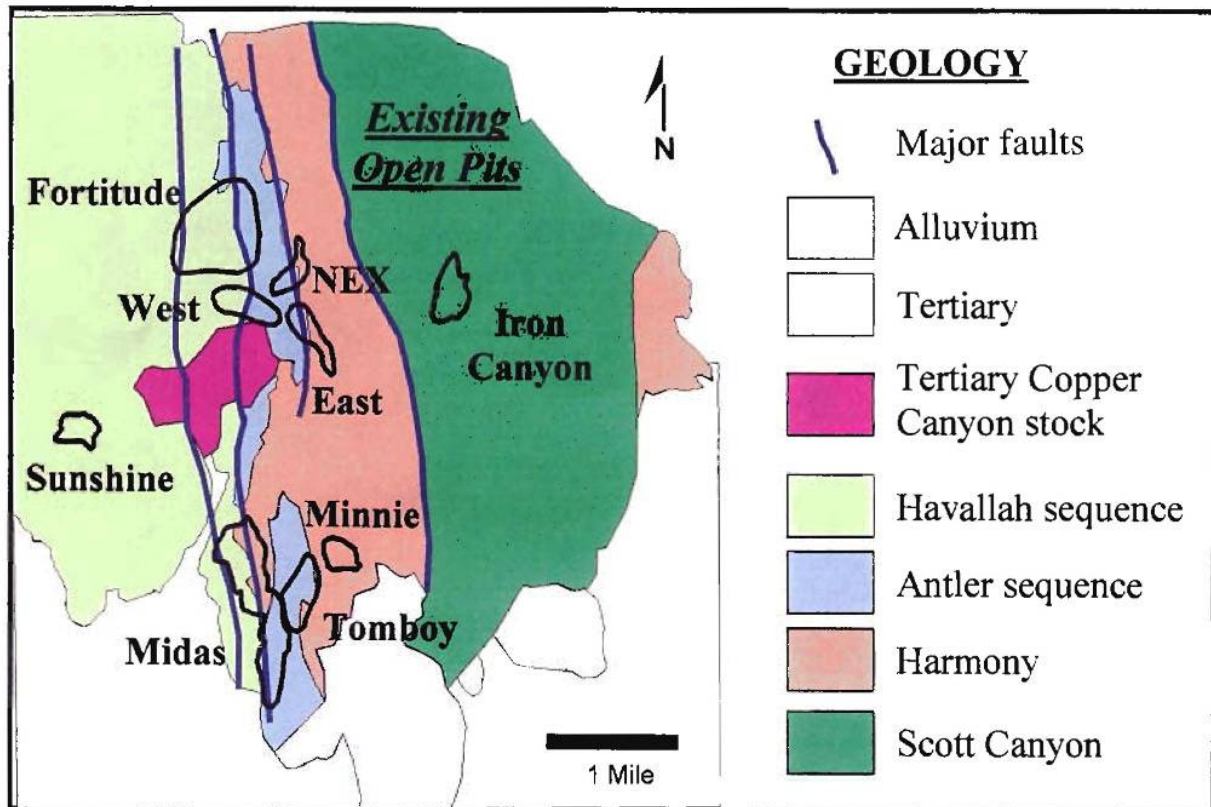 Existing
Open Pits
N
Fortitude
NEX
West
Iron
Canyon
East
Sunshine
Minnie
Tomboy
Midas
1 Mile
GEOLOGY
Major faults
Alluvium
Tertiary
Tertiary Copper
Canyon stock
Havallah sequence
Antler sequence
Harmony
Scott Canyon